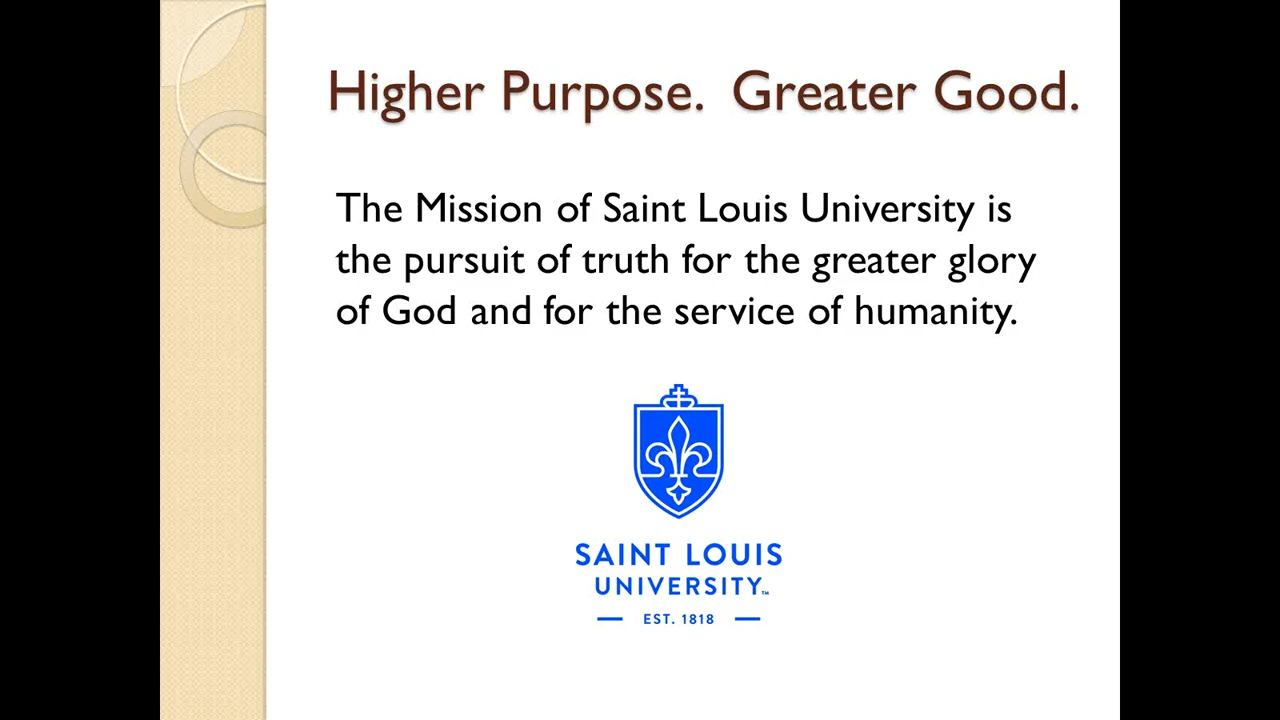 Higher Purpose.  Greater Good.
The Mission of Saint Louis University is
the pursuit of truth for the greater glory
of God and for the service of humanity.
SAINT LOUIS
UNIVERSITY™
— EST. 1818 —